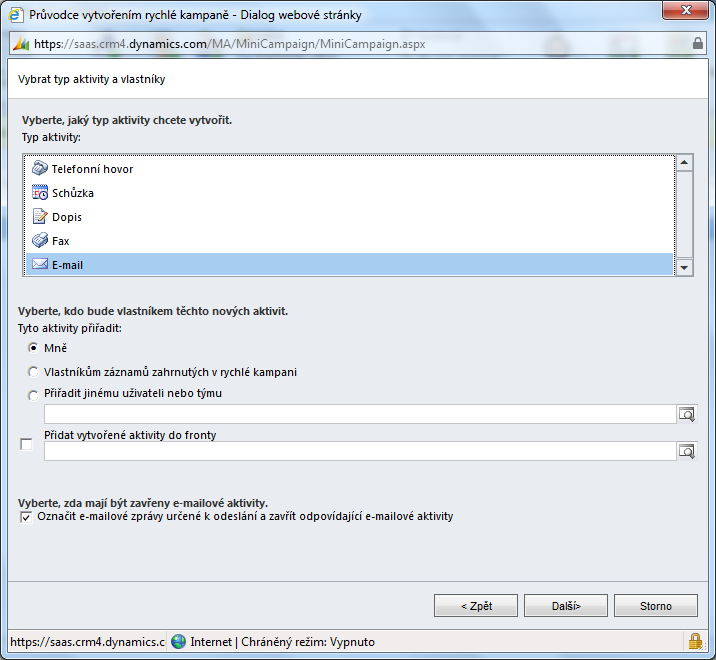 Průvodce vytvořením rychlé kampaně - Dialog webové stránky
https://saas.crm4.dynamics.com/MA/MiniCampaign/MiniCampaign.aspx
Vybrat typ aktivity a vlastníky
Vyberte, jaký typ aktivity chcete vytvořit.
Typ aktivity:
Telefonní hovor
Schůzka
Dopis
Fax
E-mail
Vyberte, kdo bude vlastníkem těchto nových aktivit.
Tyto aktivity přiřadit:
Mně
Vlastníkům záznamů zahrnutých v rychlé kampani
Přiřadit jinému uživateli nebo týmu
Přidat vytvořené aktivity do fronty
Vyberte, zda mají být zavřeny e-mailové aktivity.
Označit e-mailové zprávy určené k odeslání a zavřít odpovídající e-mailové aktivity
< Zpět Další> Storno
https://saas.crm4.dynamics.c Internet | Chráněný režim: Vypnuto